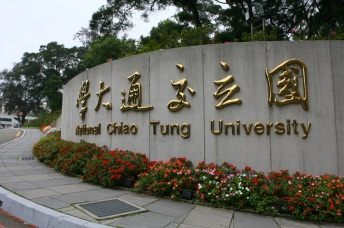 國立交通大學
National Chiao Tung University